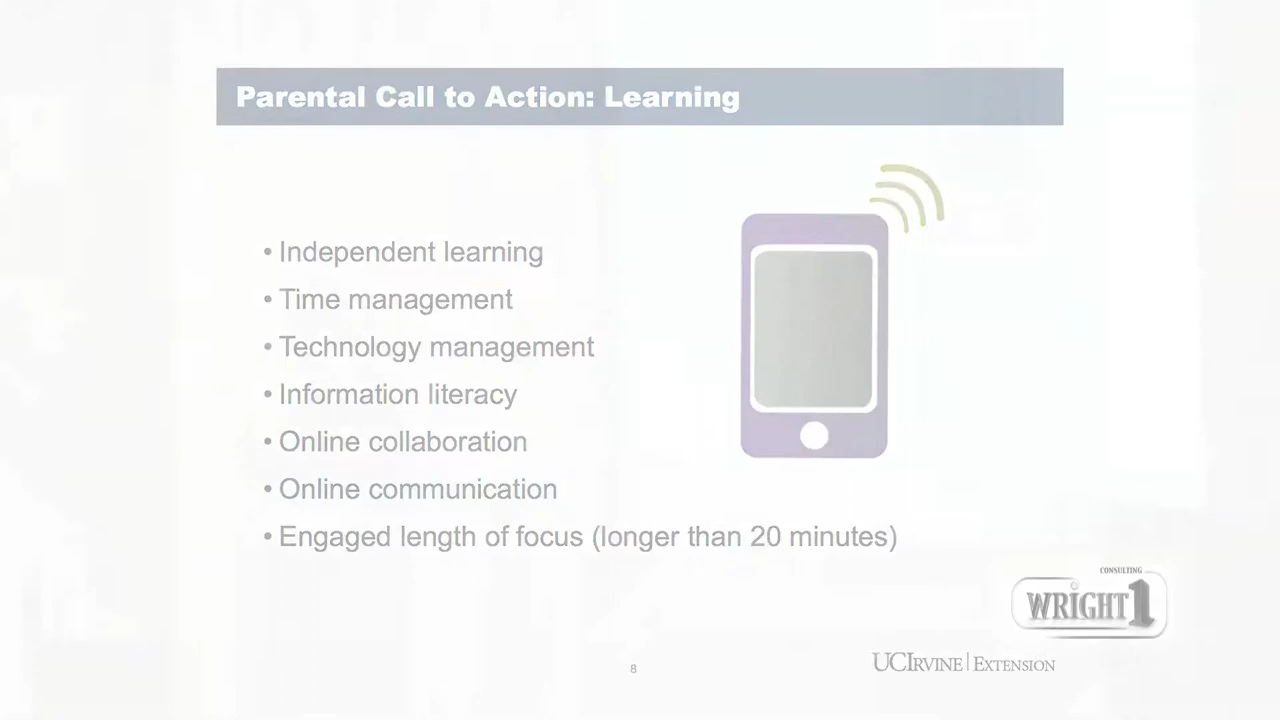 Parental Call to Action: Learning
• Independent learning
• Time management
• Technology management
• Information literacy
• Online collaboration
• Online communication
• Engaged length of focus (longer than 20 minutes)
CONSULTING
WRIGHT1
8
UCIRVINE | EXTENSION